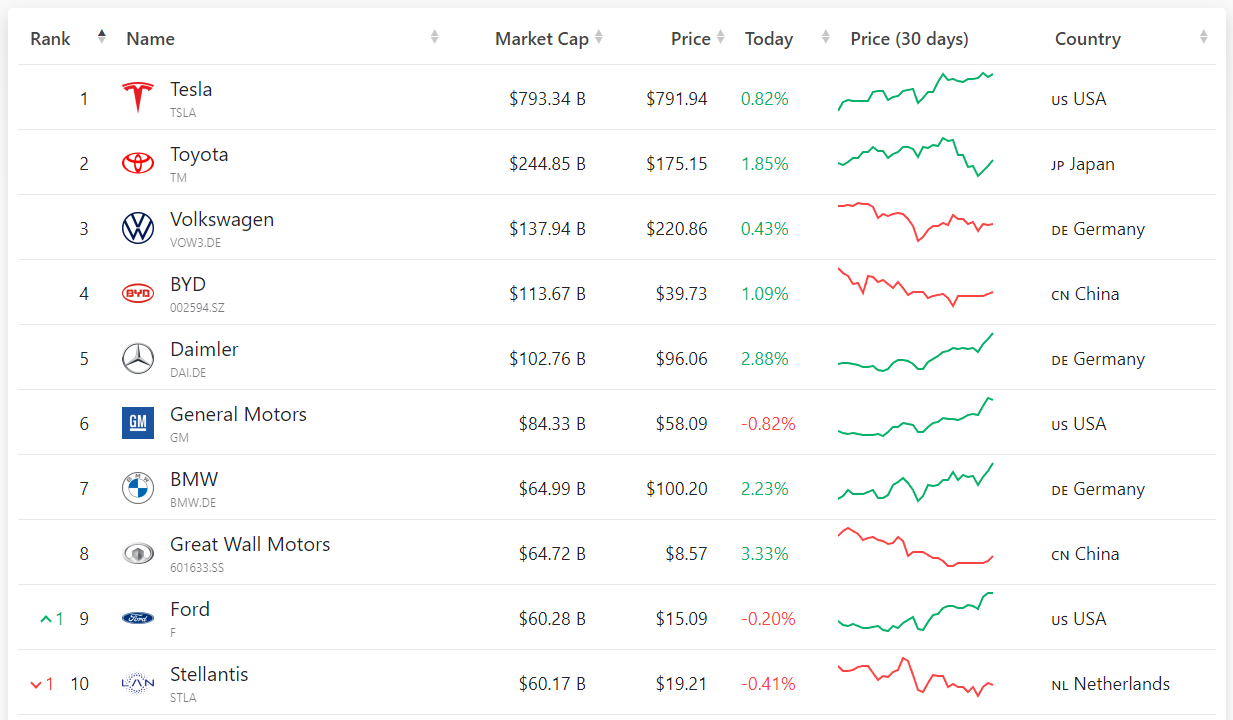 Rank Name Market Cap Price Today Price (30 days) Country
1 Tesla $793.34 B $791.94 0.82% US USA
TSLA
2 Toyota $244.85 B $175.15 1.85% JP Japan
TM
3 Volkswagen $137.94 B $220.86 0.43% DE Germany
VOW3.DE
4 BYD BYD $113.67 B $39.73 1.09% CN China
002594.SZ
5 Daimler $102.76 B $96.06 2.88% DE Germany
DAI.DE
6 GM General Motors $84.33 B $58.09 -0.82% US USA
GM
7 BMW BMW $64.99 B $100.20 2.23% DE Germany
BMW.DE
8 Great Wall Motors $64.72 B $8.57 3.33% CN China
601633.SS
1 9 Ford Ford $60.28 B $15.09 -0.20% US USA
F
1 10 Stellantis $60.17 B $19.21 -0.41% NL Netherlands
STLA